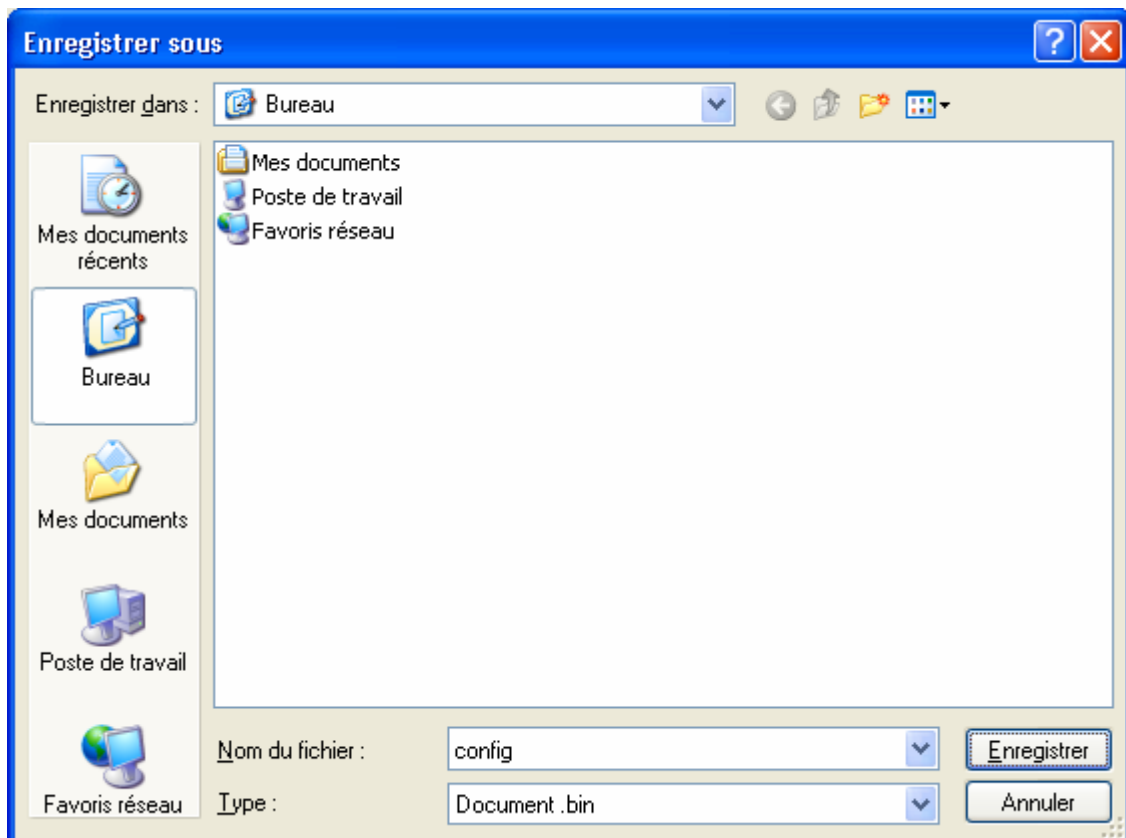 Enregistrer sous
Enregistrer dans :
Bureau
Mes documents
récents
Bureau
Mes documents
Poste de travail
Favoris réseau
Mes documents
Poste de travail
Favoris réseau
Nom du fichier :
config
Enregistrer
Type :
Document .bin
Annuler